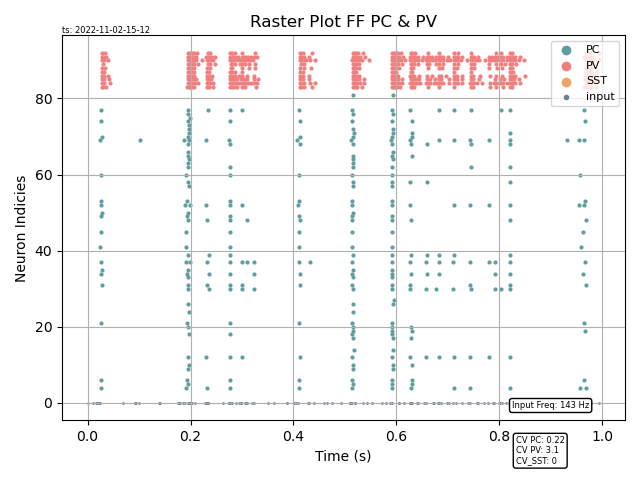 Raster Plot FF PC & PV
ts: 2022-11-02-15-12
PC
PV
SST
input
Neuron Indicies
80
60
40
20
0
Input Freq: 143 Hz
0.0 0.2 0.4 0.6 0.8 1.0
Time (s)
CV PC: 0.22
CV PV: 3.1
CV_SST: 0